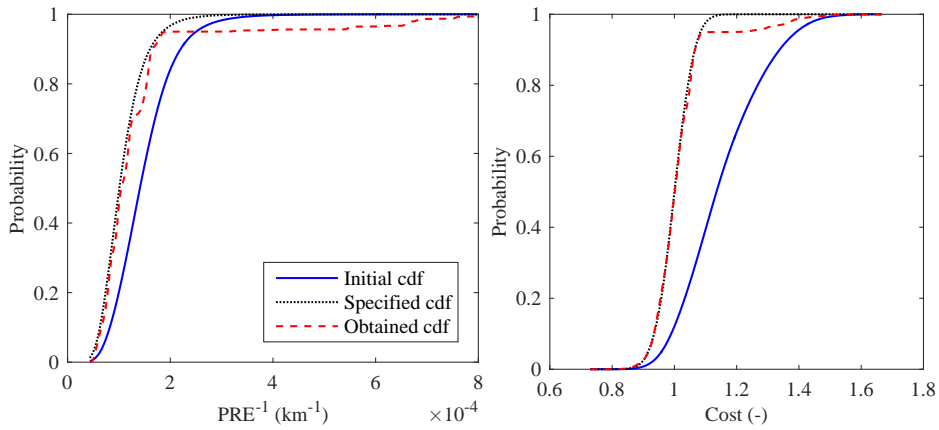 1
0.8
0.6
0.4
0.2
0
Probability
0 2 4 6 8
PRE⁻¹ (km⁻¹)
×10⁻⁴
Initial cdf
Specified cdf
Obtained cdf
1
0.8
0.6
0.4
0.2
0
Probability
0.6 0.8 1 1.2 1.4 1.6 1.8
Cost (-)